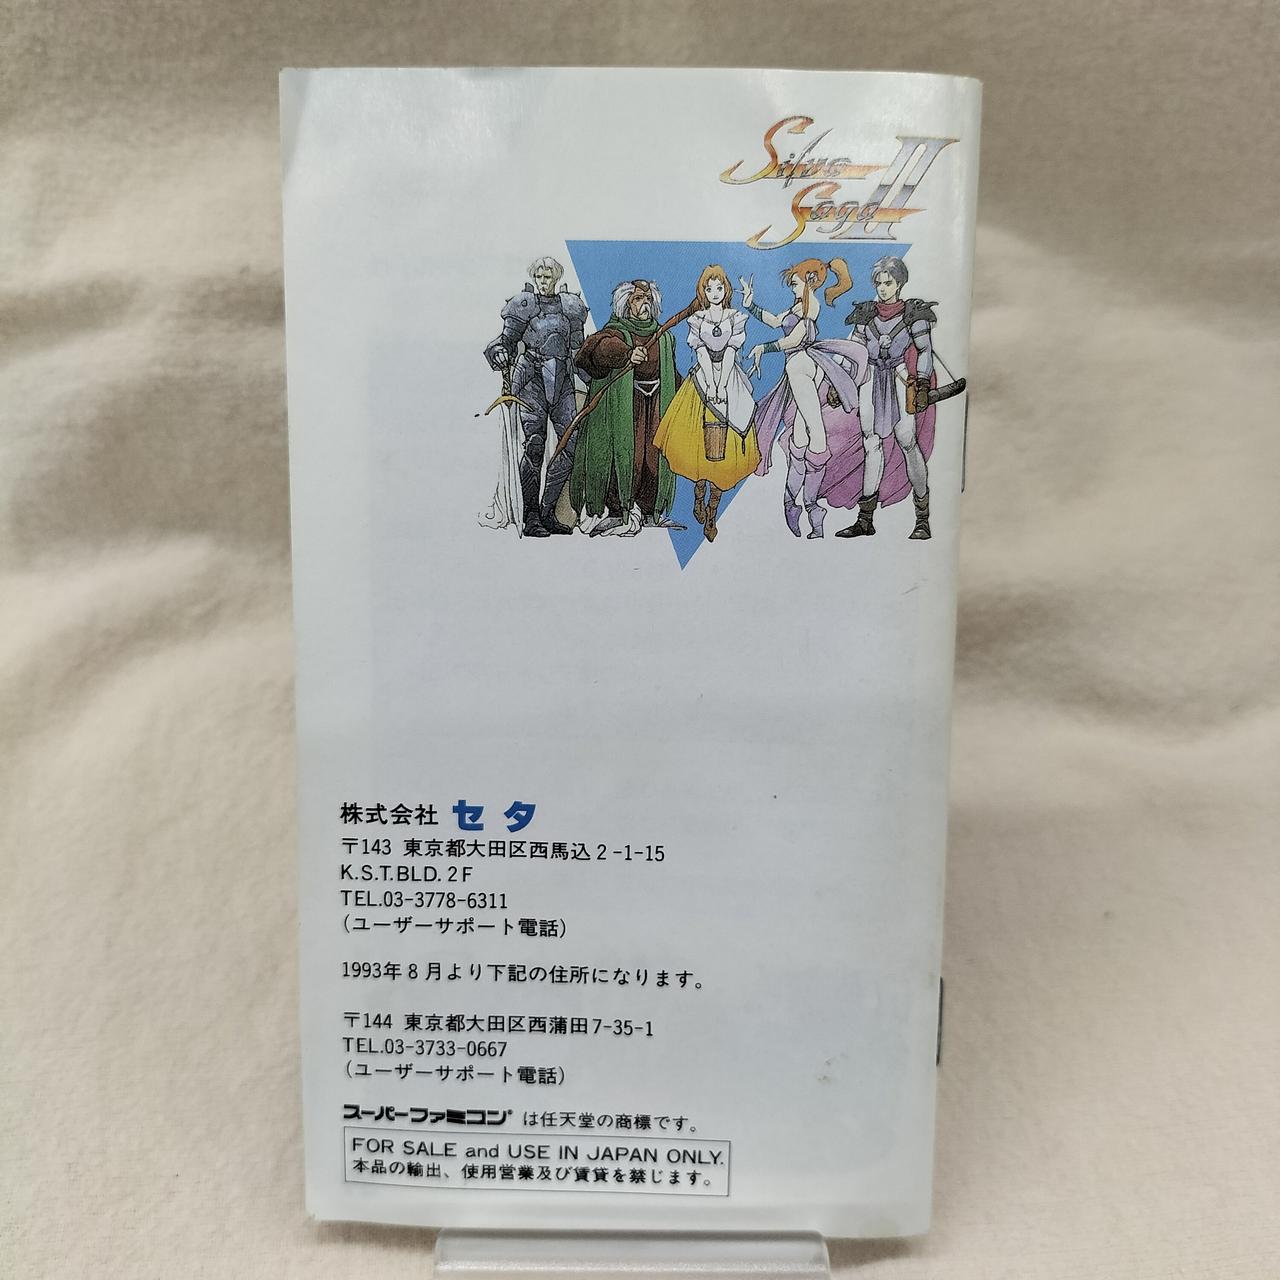 Silva
Saga II
株式会社 セタ
〒143 東京都大田区西馬込2-1-15
K.S.T.BLD.2F
TEL.03-3778-6311
(ユーザーサポート電話)
1993年8月より下記の住所になります。
〒144 東京都大田区西蒲田7-35-1
TEL.03-3733-0667
(ユーザーサポート電話)
スーパーファミコン® は任天堂の商標です。
FOR SALE and USE IN JAPAN ONLY.
本品の輸出、使用営業及び賃貸を禁じます。